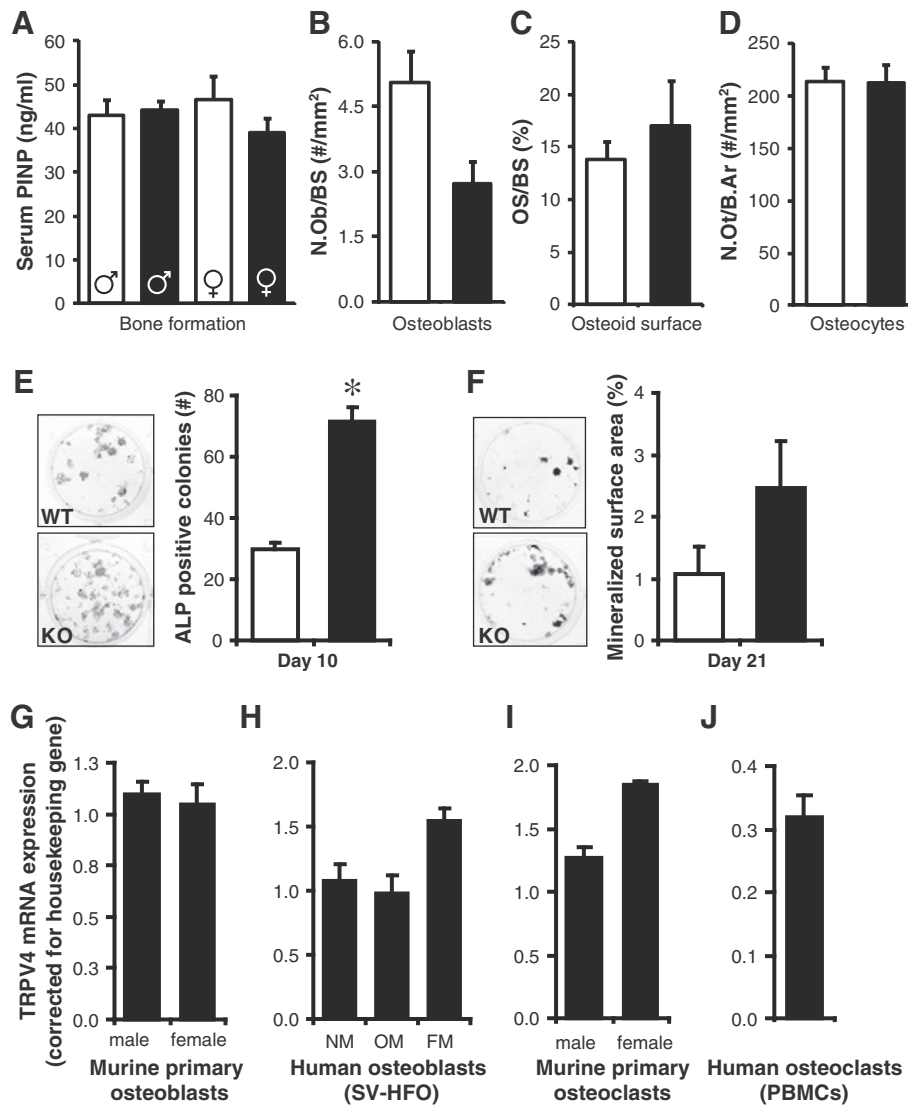 A
Serum PINP (ng/ml)
60
50
40
30
20
10
0
♂ ♂ ♀ ♀
Bone formation
B
N.Ob/BS (#/mm²)
6.0
4.5
3.0
1.5
0.0
Osteoblasts
C
OS/BS (%)
25
20
15
10
5
0
Osteoid surface
D
N.Ot/B.Ar (#/mm²)
250
200
150
100
50
0
Osteocytes
E
WT
KO
ALP positive colonies (#)
80
60
40
20
0
*
Day 10
F
WT
KO
Mineralized surface area (%)
4
3
2
1
0
Day 21
G
TRPV4 mRNA expression
(corrected for housekeeping gene)
1.3
1.0
0.8
0.5
0.3
0.0
male female
Murine primary
osteoblasts
H
2.0
1.5
1.0
0.5
0.0
NM OM FM
Human osteoblasts
(SV-HFO)
I
2.0
1.5
1.0
0.5
0.0
male female
Murine primary
osteoclasts
J
0.4
0.3
0.2
0.1
0.0
Human osteoclasts
(PBMCs)